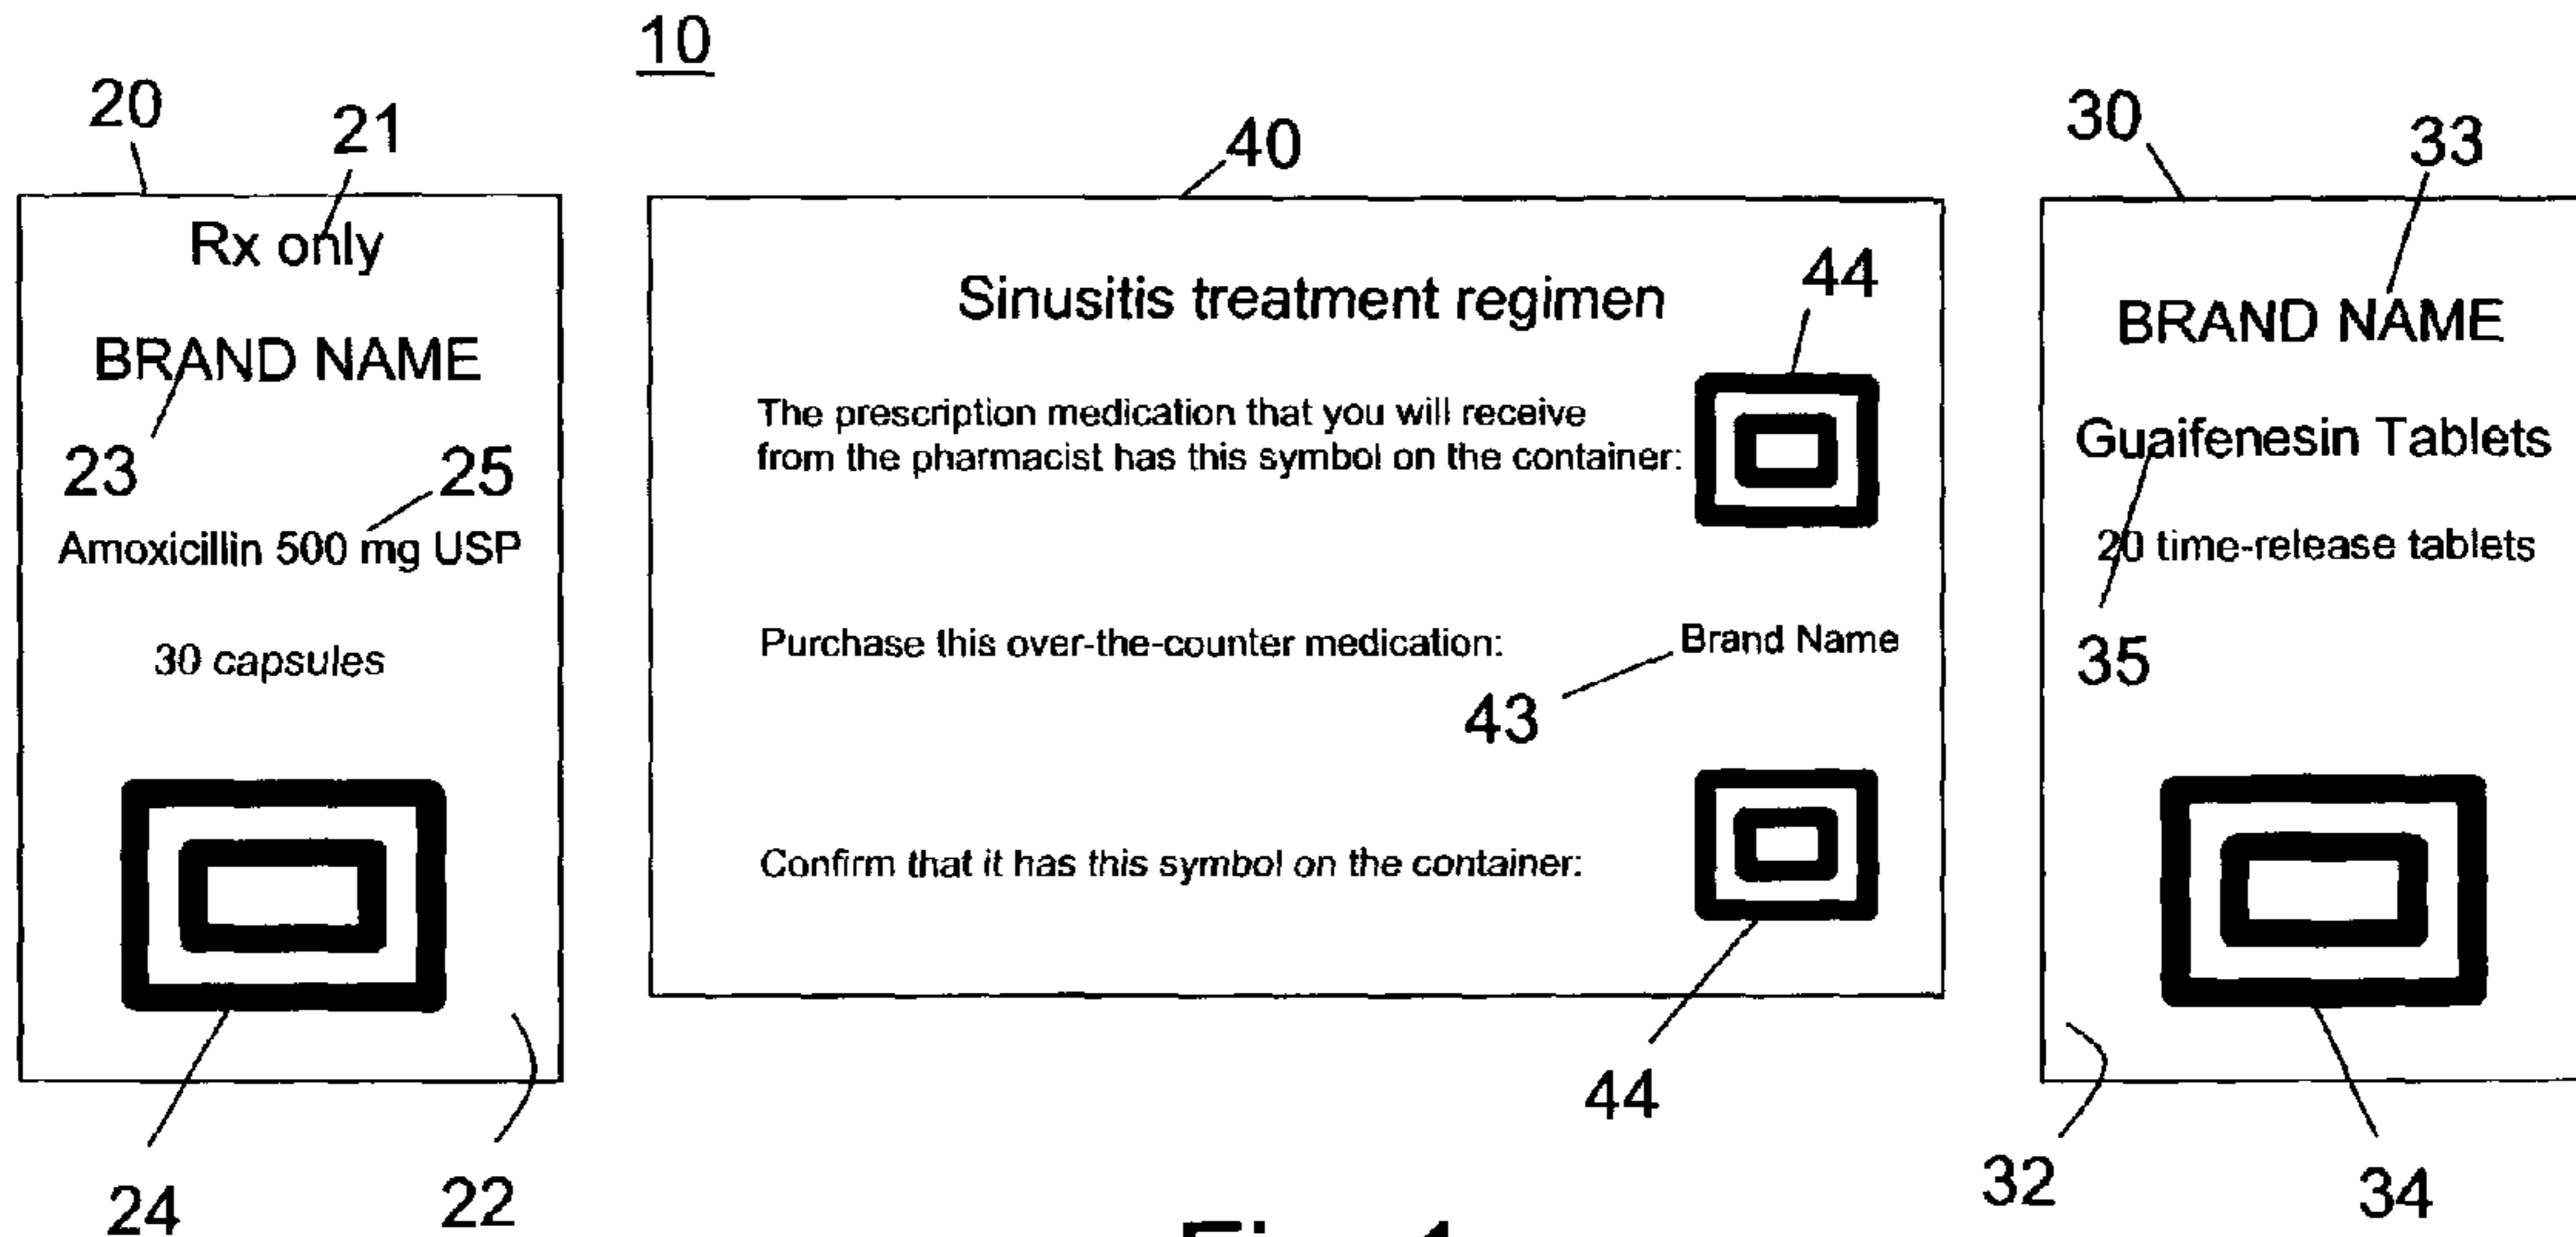 10
20
21
Rx only
BRAND NAME
23
25
Amoxicillin 500 mg USP
30 capsules
24
22
40
Sinusitis treatment regimen
44
The prescription medication that you will receive
from the pharmacist has this symbol on the container:
Purchase this over-the-counter medication:
Brand Name
43
Confirm that it has this symbol on the container:
44
30
33
BRAND NAME
Guaifenesin Tablets
20 time-release tablets
35
32
34
Fig. 1